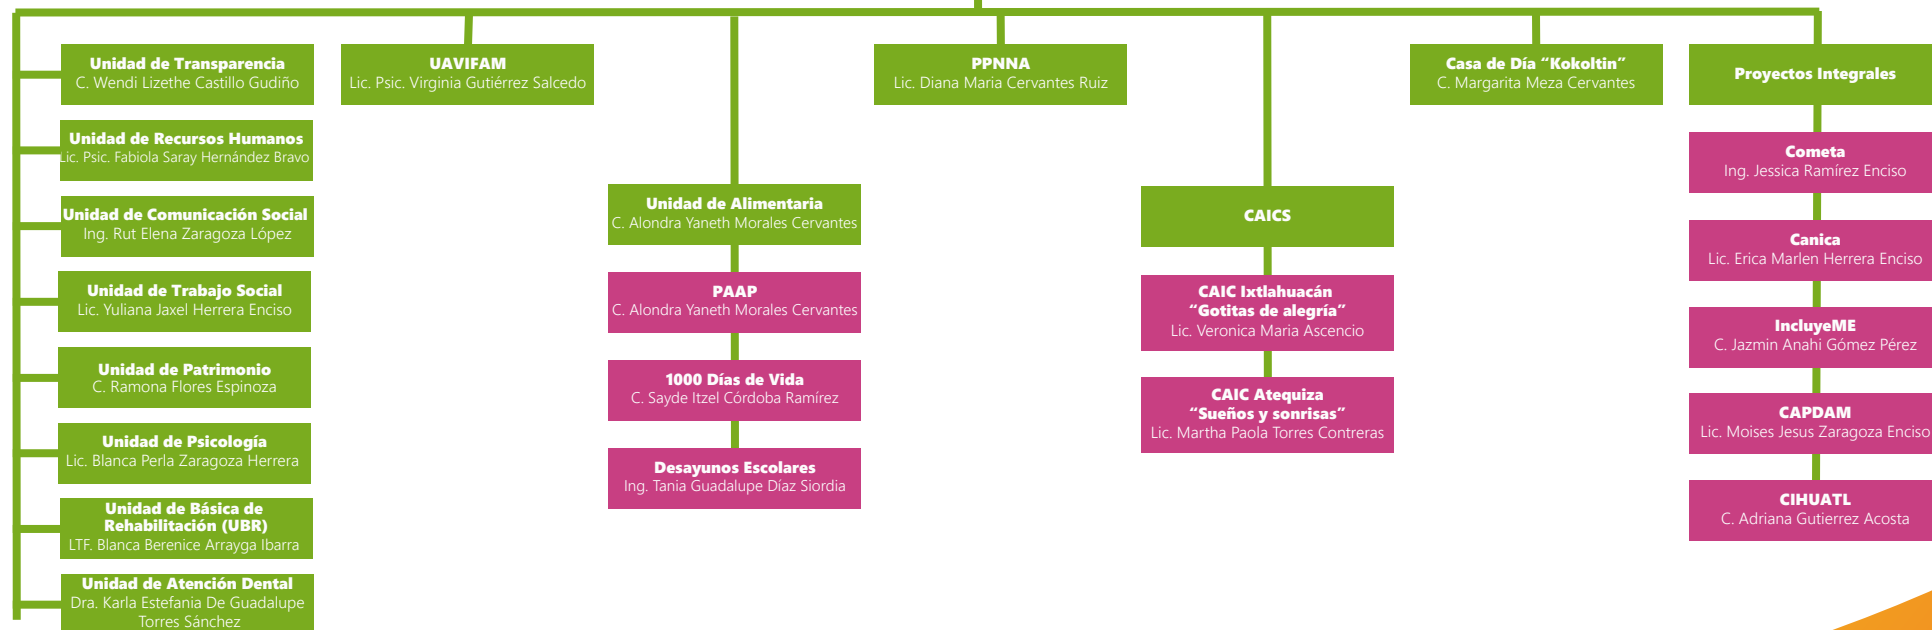 Unidad de Transparencia
C. Wendi Lizethe Castillo Gudiño
Unidad de Recursos Humanos
Lic. Psic. Fabiola Saray Hernández Bravo
Unidad de Comunicación Social
Ing. Rut Elena Zaragoza López
Unidad de Trabajo Social
Lic. Yuliana Jaxel Herrera Enciso
Unidad de Patrimonio
C. Ramona Flores Espinoza
Unidad de Psicología
Lic. Blanca Perla Zaragoza Herrera
Unidad de Básica de
Rehabilitación (UBR)
LTF. Blanca Berenice Arrayga Ibarra
Unidad de Atención Dental
Dra. Karla Estefania De Guadalupe
Torres Sánchez
UAVIFAM
Lic. Psic. Virginia Gutiérrez Salcedo
Unidad de Alimentaria
C. Alondra Yaneth Morales Cervantes
PAAP
C. Alondra Yaneth Morales Cervantes
1000 Días de Vida
C. Sayde Itzel Córdoba Ramírez
Desayunos Escolares
Ing. Tania Guadalupe Díaz Siordia
PPNNA
Lic. Diana Maria Cervantes Ruiz
CAICS
CAIC Ixtlahuacán
“Gotitas de alegría”
Lic. Veronica Maria Ascencio
CAIC Atequiza
“Sueños y sonrisas”
Lic. Martha Paola Torres Contreras
Casa de Día “Kokoltin”
C. Margarita Meza Cervantes
Proyectos Integrales
Cometa
Ing. Jessica Ramírez Enciso
Canica
Lic. Erica Marlen Herrera Enciso
IncluyeME
C. Jazmin Anahi Gómez Pérez
CAPDAM
Lic. Moises Jesus Zaragoza Enciso
CIHUATL
C. Adriana Gutierrez Acosta